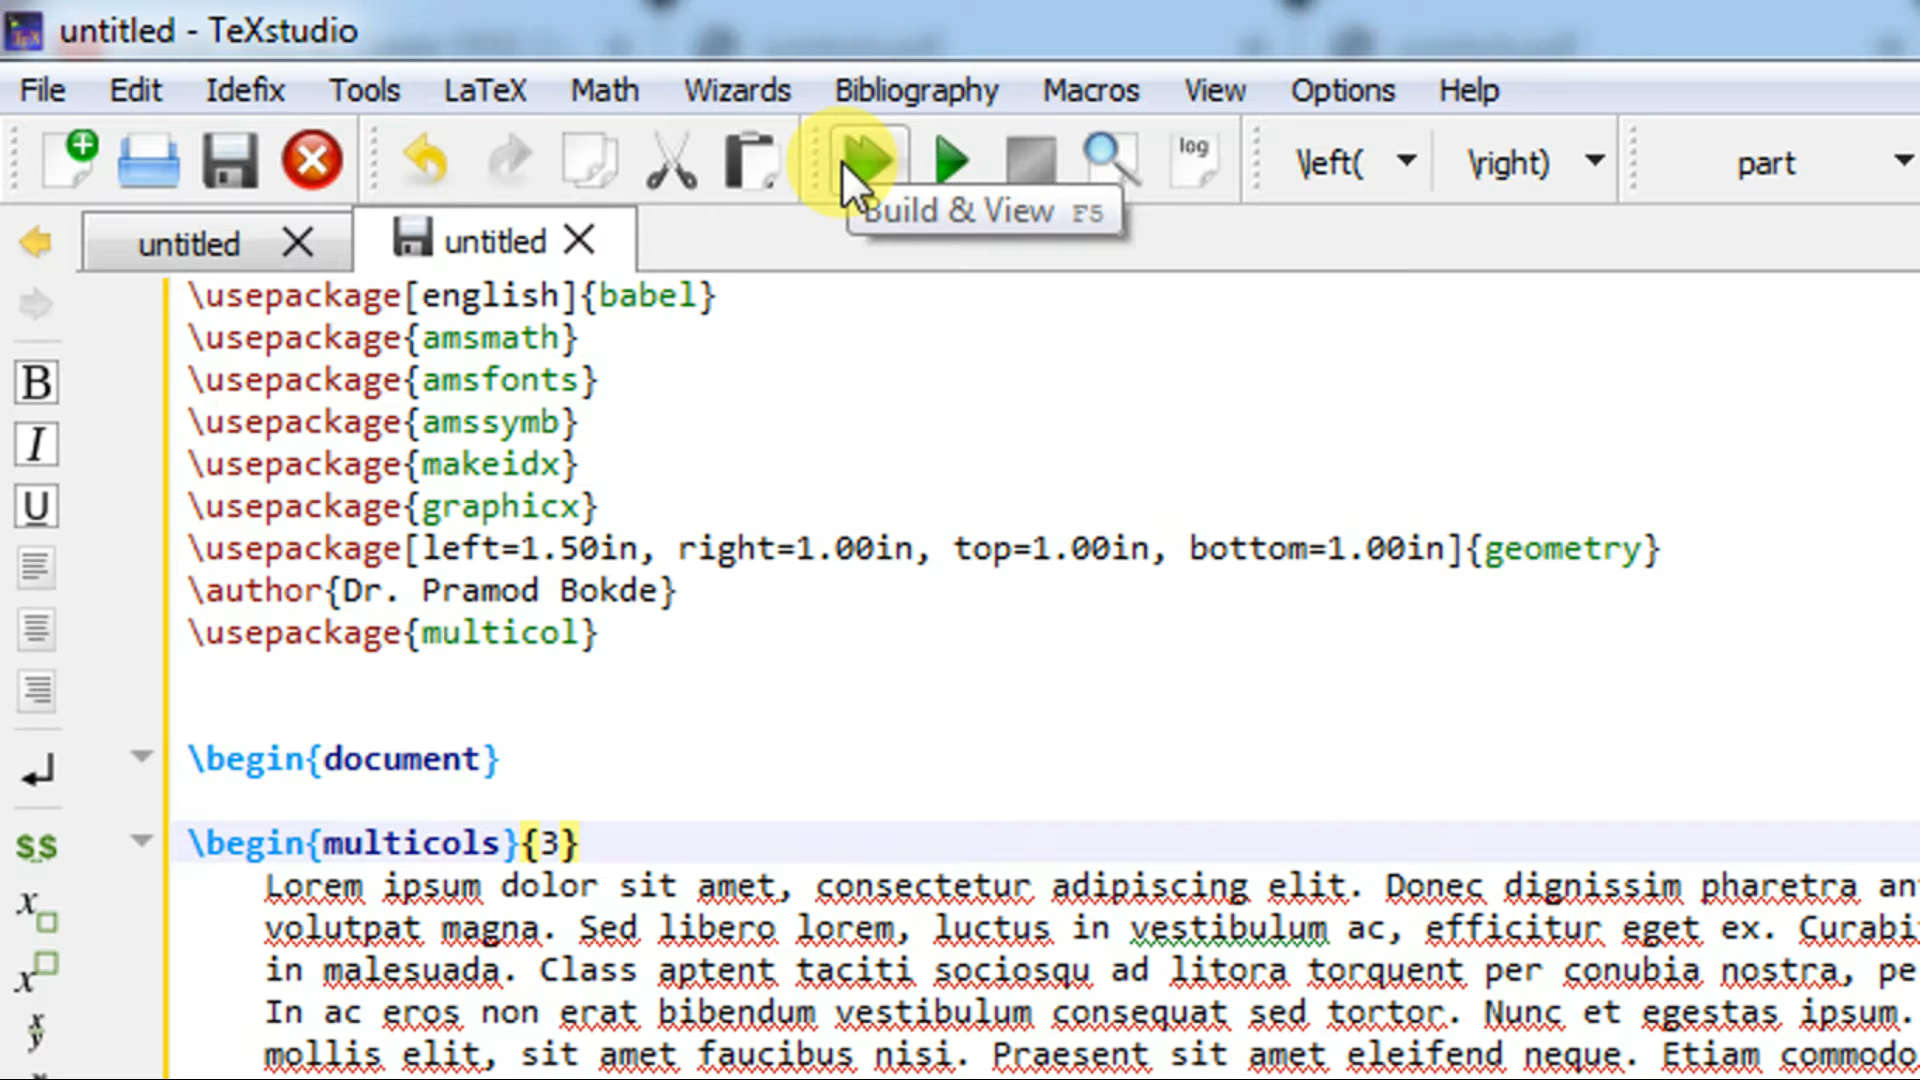 untitled - TeXstudio
File Edit Idefix Tools LaTeX Math Wizards Bibliography Macros View Options Help
log \left( \right) part
Build & View F5
untitled untitled
\usepackage[english]{babel}
\usepackage{amsmath}
\usepackage{amsfonts}
\usepackage{amssymb}
\usepackage{makeidx}
\usepackage{graphicx}
\usepackage[left=1.50in, right=1.00in, top=1.00in, bottom=1.00in]{geometry}
\author{Dr. Pramod Bokde}
\usepackage{multicol}
\begin{document}
\begin{multicols}{3}
Lorem ipsum dolor sit amet, consectetur adipiscing elit. Donec dignissim pharetra an
volutpat magna. Sed libero lorem, luctus in vestibulum ac, efficitur eget ex. Curabi
in malesuada. Class aptent taciti sociosqu ad litora torquent per conubia nostra, pe
In ac eros non erat bibendum vestibulum consequat sed tortor. Nunc et egestas ipsum.
mollis elit, sit amet faucibus nisi. Praesent sit amet eleifend neque. Etiam commodo
B
I
U
$$
x
x
x
y